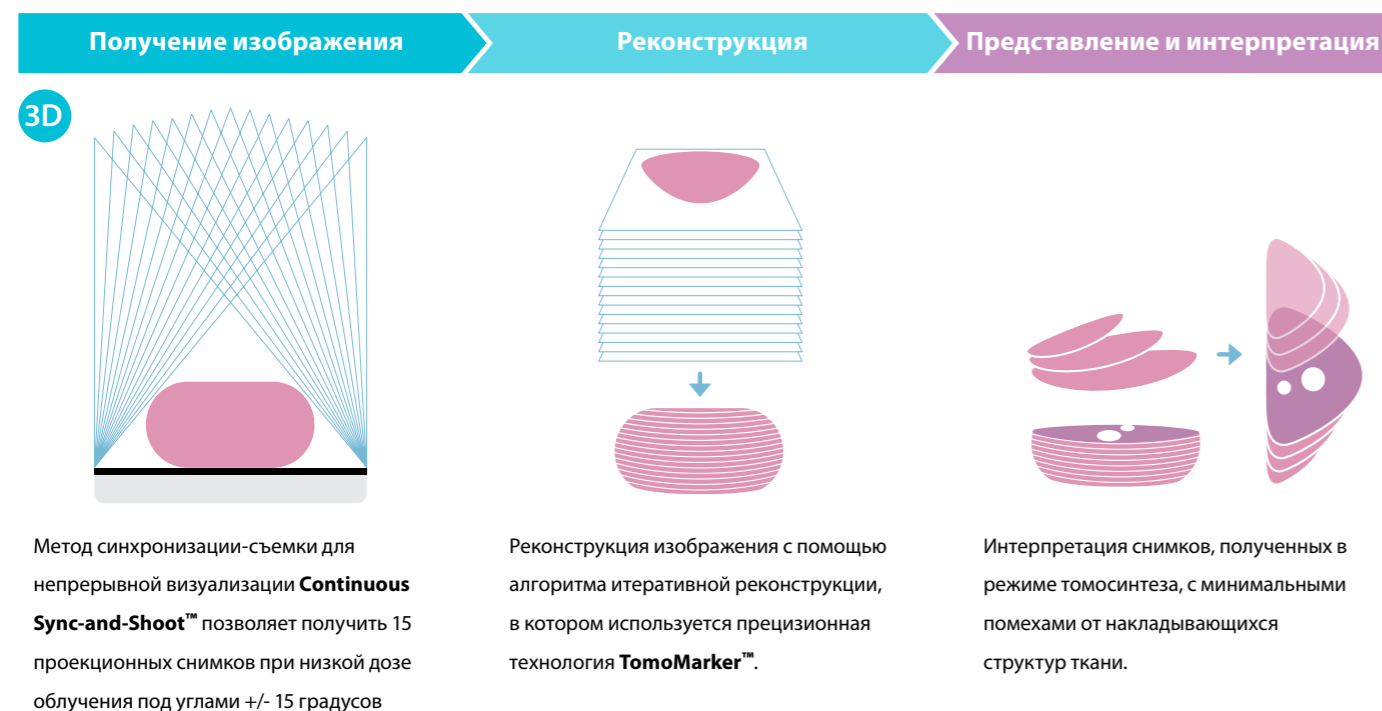 Получение изображения
Реконструкция
Представление и интерпретация
3D
Метод синхронизации-съемки для
непрерывной визуализации Continuous
Sync-and-Shoot™ позволяет получить 15
проекционных снимков при низкой дозе
облучения под углами +/- 15 градусов
Реконструкция изображения с помощью
алгоритма итеративной реконструкции,
в котором используется прецизионная
технология TomoMarker™.
Интерпретация снимков, полученных в
режиме томосинтеза, с минимальными
помехами от накладывающихся
структур ткани.